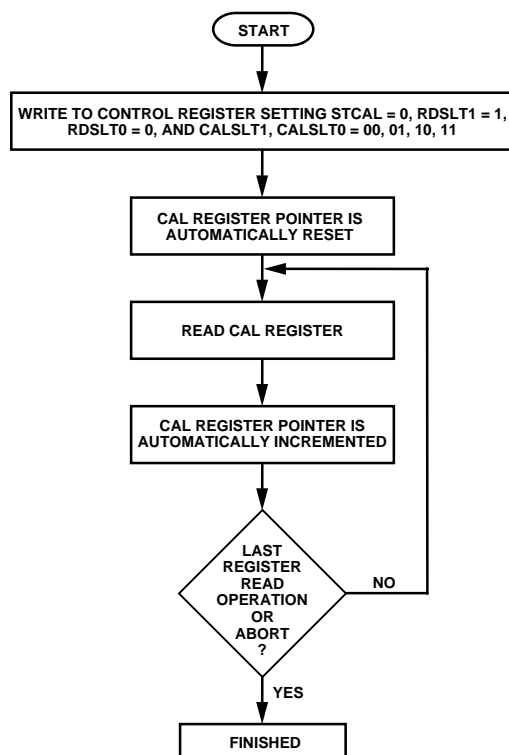 START
WRITE TO CONTROL REGISTER SETTING STCAL = 0, RDSLT1 = 1,
RDSLT0 = 0, AND CALSLT1, CALSLT0 = 00, 01, 10, 11
CAL REGISTER POINTER IS
AUTOMATICALLY RESET
READ CAL REGISTER
CAL REGISTER POINTER IS
AUTOMATICALLY INCREMENTED
LAST
REGISTER
READ
OPERATION
OR
ABORT
?
NO
YES
FINISHED